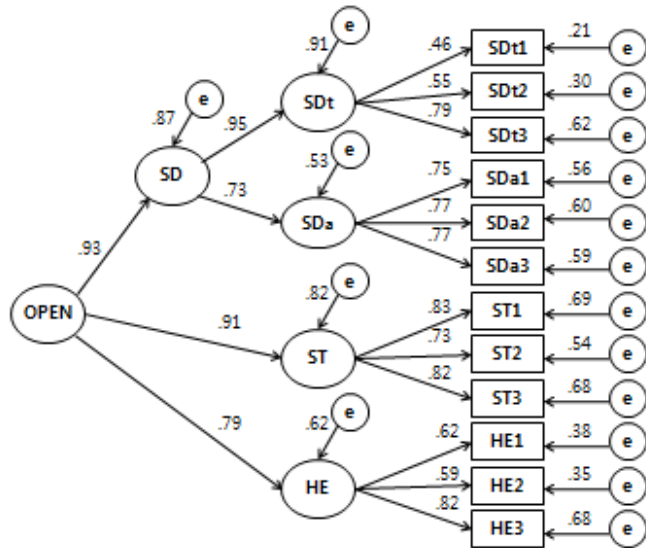 .91 e .46 SDt1 .21 e
.87 e .95 SDt .55 SDt2 .30 e
.79 SDt3 .62 e
SD .73 .53 e .75 SDa1 .56 e
SDa .77 SDa2 .60 e
.77 SDa3 .59 e
.93
OPEN .91 .82 e .83 ST1 .69 e
ST .73 ST2 .54 e
.82 ST3 .68 e
.79 .62 e .62 HE1 .38 e
HE .59 HE2 .35 e
.82 HE3 .68 e